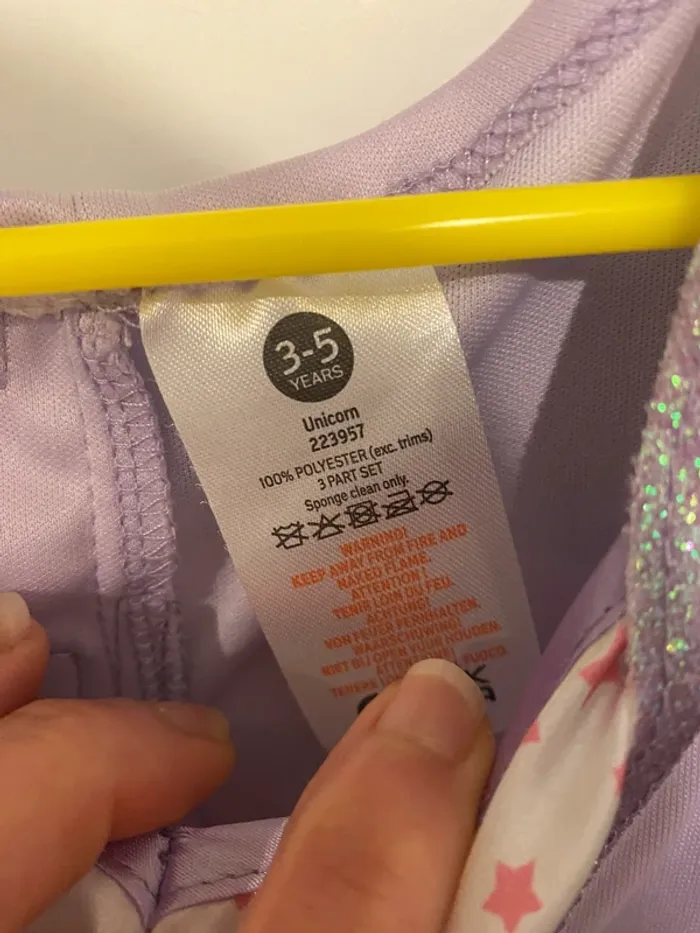 3-5
YEARS
Unicorn
223957
100% POLYESTER (exc. trims)
3 PART SET
Sponge clean only.
WARNING!
KEEP AWAY FROM FIRE AND
NAKED FLAME.
ATTENTION!
TENIR LOIN DU FEU.
ACHTUNG!
VON FEUER FERNHALTEN.
WAARSCHUWING!
NIET BIJ OPEN VUUR HOUDEN.
FUOCO